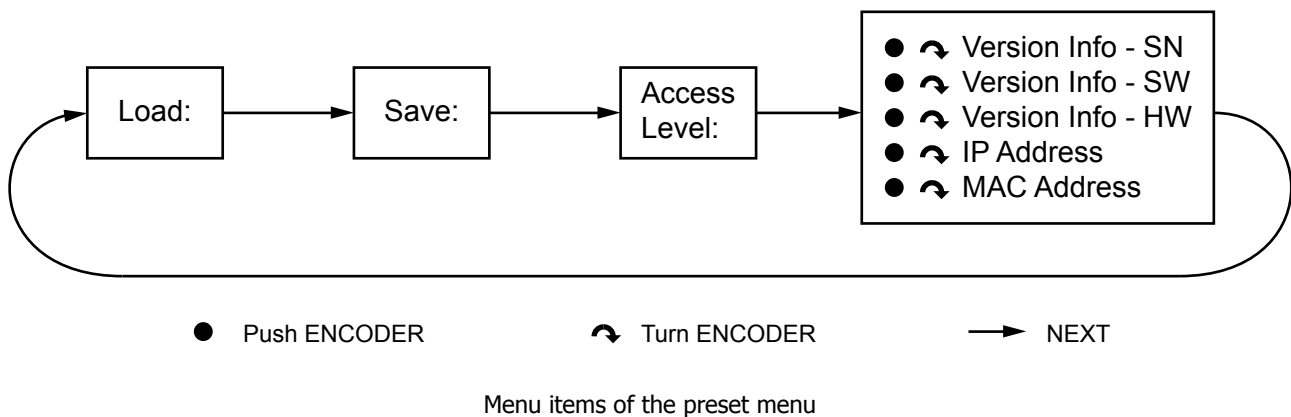 Load:
Save:
Access
Level:
Version Info - SN
Version Info - SW
Version Info - HW
IP Address
MAC Address
Push ENCODER
Turn ENCODER
NEXT
Menu items of the preset menu